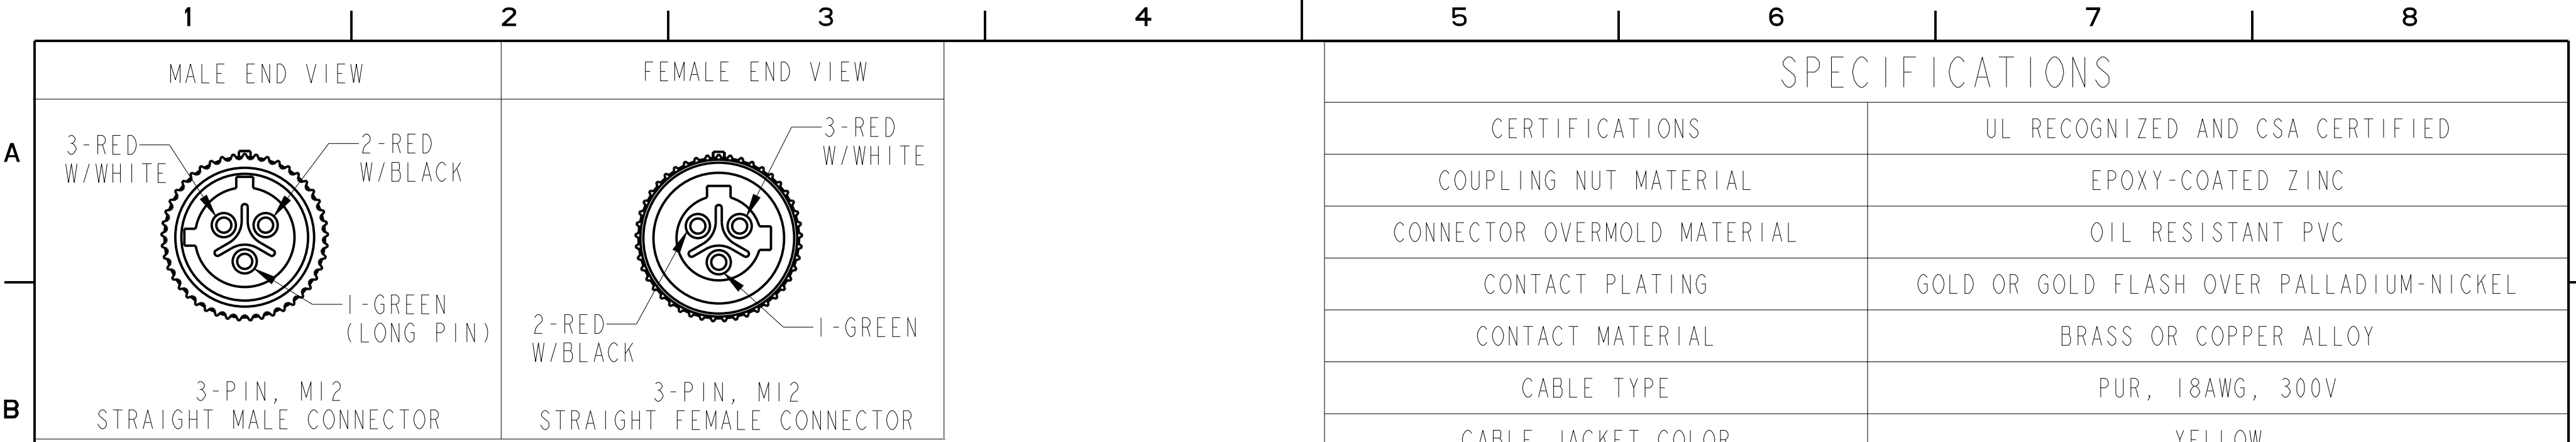 1 2 3 4 5 6 7 8
A
B
MALE END VIEW
3-RED
W/WHITE
2-RED
W/BLACK
1-GREEN
(LONG PIN)
3-PIN, M12
STRAIGHT MALE CONNECTOR
FEMALE END VIEW
3-RED
W/WHITE
2-RED
W/BLACK
1-GREEN
3-PIN, M12
STRAIGHT FEMALE CONNECTOR
SPECIFICATIONS
CERTIFICATIONS UL RECOGNIZED AND CSA CERTIFIED
COUPLING NUT MATERIAL EPOXY-COATED ZINC
CONNECTOR OVERMOLD MATERIAL OIL RESISTANT PVC
CONTACT PLATING GOLD OR GOLD FLASH OVER PALLADIUM-NICKEL
CONTACT MATERIAL BRASS OR COPPER ALLOY
CABLE TYPE PUR, 18AWG, 300V
CABLE JACKET COLOR YELLOW